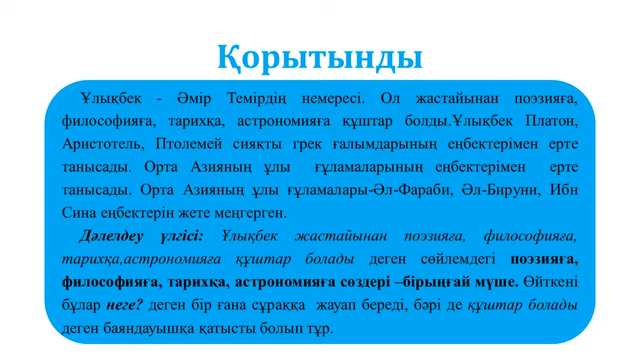 Қорытынды
Ұлықбек - Әмір Темірдің немересі. Ол жастайынан поэзияға,
философияға, тарихқа, астрономияға құштар болды.Ұлықбек Платон,
Аристотель, Птолемей сияқты грек ғалымдарының еңбектерімен ерте
танысады. Орта Азияның ұлы ғұламаларының еңбектерімен ерте
танысады. Орта Азияның ұлы ғұламалары-Әл-Фараби, Әл-Бируни, Ибн
Сина еңбектерін жете меңгерген.
Дәлелдеу үлгісі: Ұлықбек жастайынан поэзияға, философияға,
тарихқа,астрономияға құштар болады деген сөйлемдегі поэзияға,
философияға, тарихқа, астрономияға сөздері –бірыңғай мүше. Өйткені
бұлар неге? деген бір ғана сұраққа жауап береді, бәрі де құштар болады
деген баяндауышқа қатысты болып тұр.